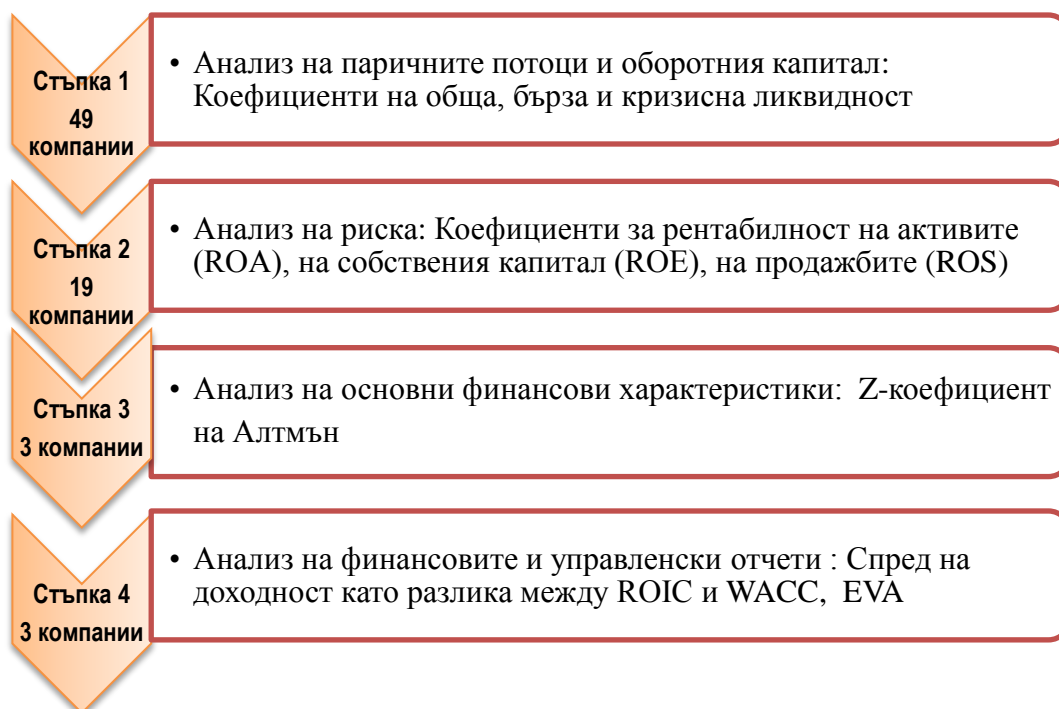 Стъпка 1
49
компании
• Анализ на паричните потоци и оборотния капитал:
Коефициенти на обща, бърза и кризисна ликвидност
Стъпка 2
19
компании
• Анализ на риска: Коефициенти за рентабилност на активите
(ROA), на собствения капитал (ROE), на продажбите (ROS)
Стъпка 3
3 компании
• Анализ на основни финансови характеристики: Z-коефициент
на Алтмън
Стъпка 4
3 компании
• Анализ на финансовите и управленски отчети : Спред на
доходност като разлика между ROIC и WACC, EVA